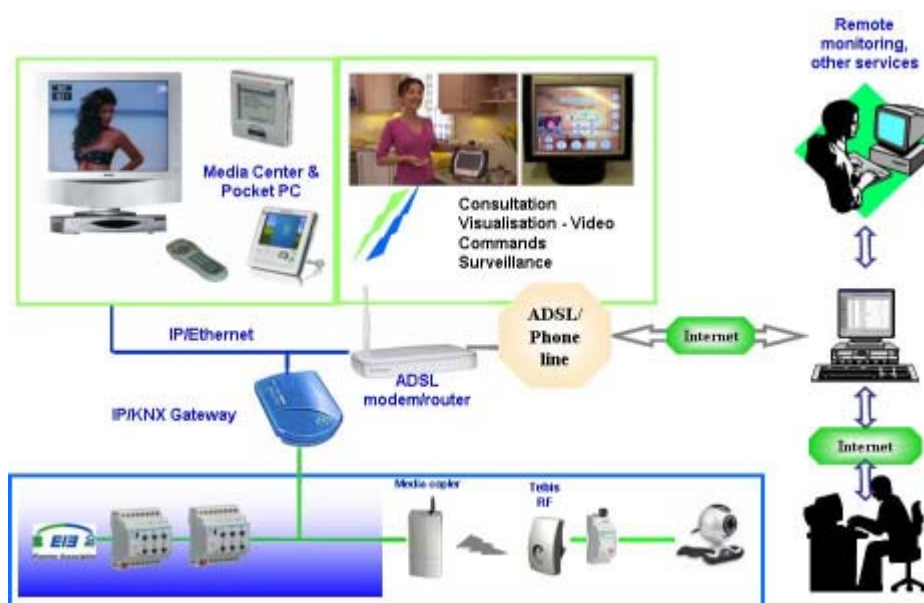 Remote
monitoring,
other services
Media Center &
Pocket PC
Consultation
Visualisation - Video
Commands
Surveillance
IP/Ethernet
ADSL
modem/router
ADSL/
Phone
line
Internet
IP/KNX Gateway
Internet
Media copler
Tebis
RF
EIB